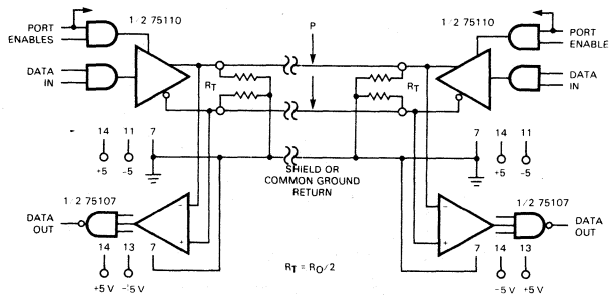 PORT ENABLES
1/2 75110
P
1/2 75110
PORT ENABLE
DATA IN
RT
RT
DATA IN
14 11 7
+5 -5
SHIELD OR
COMMON GROUND
RETURN
7 14 11
+5 -5
1/2 75107
1/2 75107
DATA OUT
-
+
-
+
DATA OUT
14 13 7
+5 V -5 V
RT = RO/2
7 14 13
-5 V +5 V